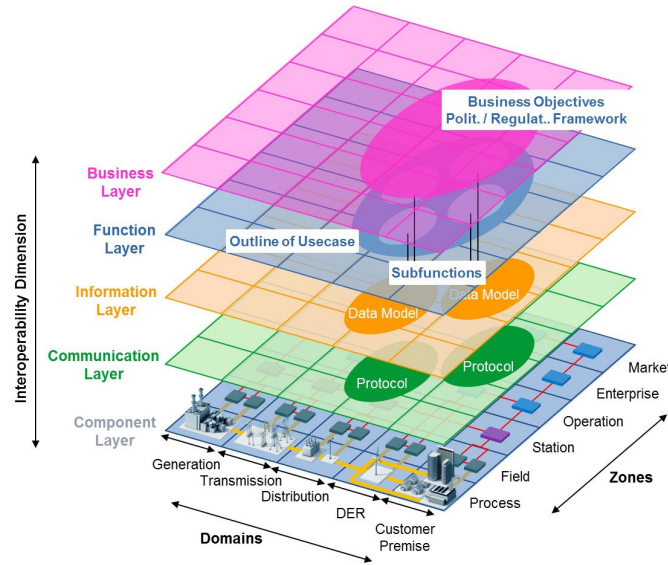 Business Objectives
Polit. / Regulat.. Framework
Business
Layer
Function
Layer
Outline of Usecase
Subfunctions
Information
Layer
Data Model
Data Model
Communication
Layer
Protocol
Protocol
Component
Layer
Interoperability Dimension
Market
Enterprise
Operation
Station
Field
Process
Zones
Generation
Transmission
Distribution
DER
Customer
Premise
Domains